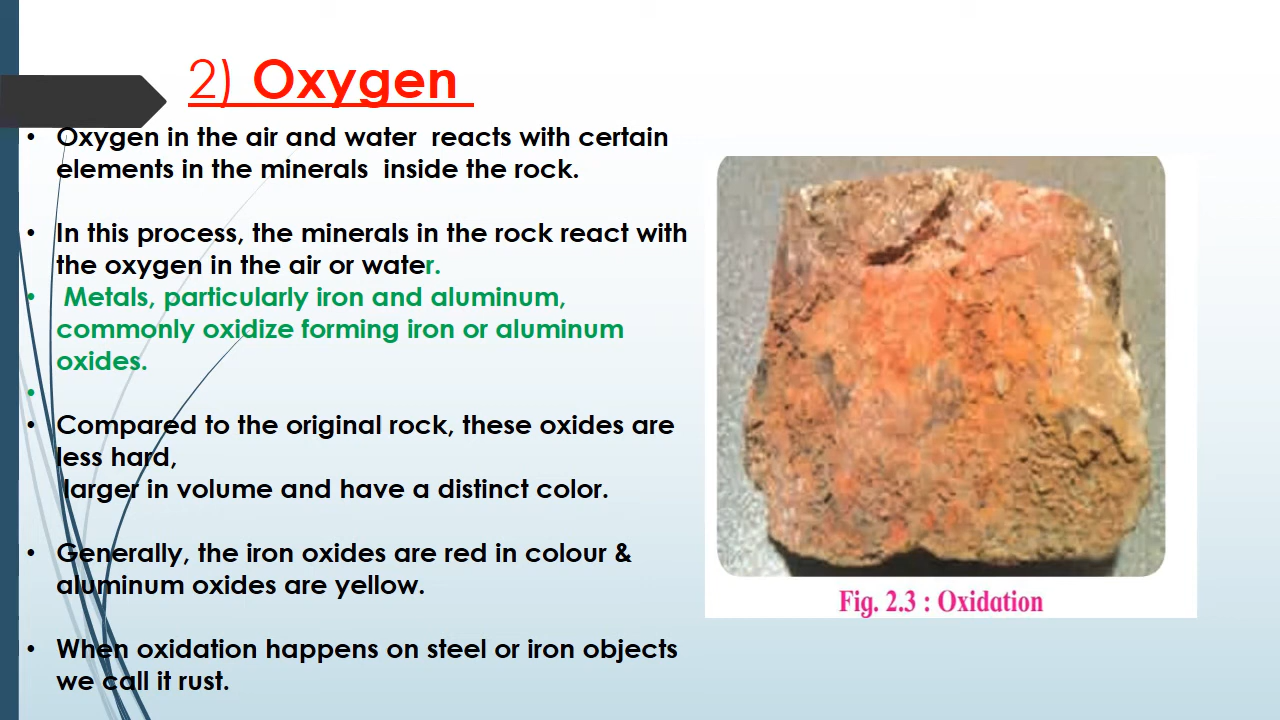 2) Oxygen
• Oxygen in the air and water reacts with certain
elements in the minerals inside the rock.
• In this process, the minerals in the rock react with
the oxygen in the air or water.
• Metals, particularly iron and aluminum,
commonly oxidize forming iron or aluminum
oxides.
•
• Compared to the original rock, these oxides are
less hard,
larger in volume and have a distinct color.
• Generally, the iron oxides are red in colour &
aluminum oxides are yellow.
• When oxidation happens on steel or iron objects
we call it rust.
Fig. 2.3 : Oxidation